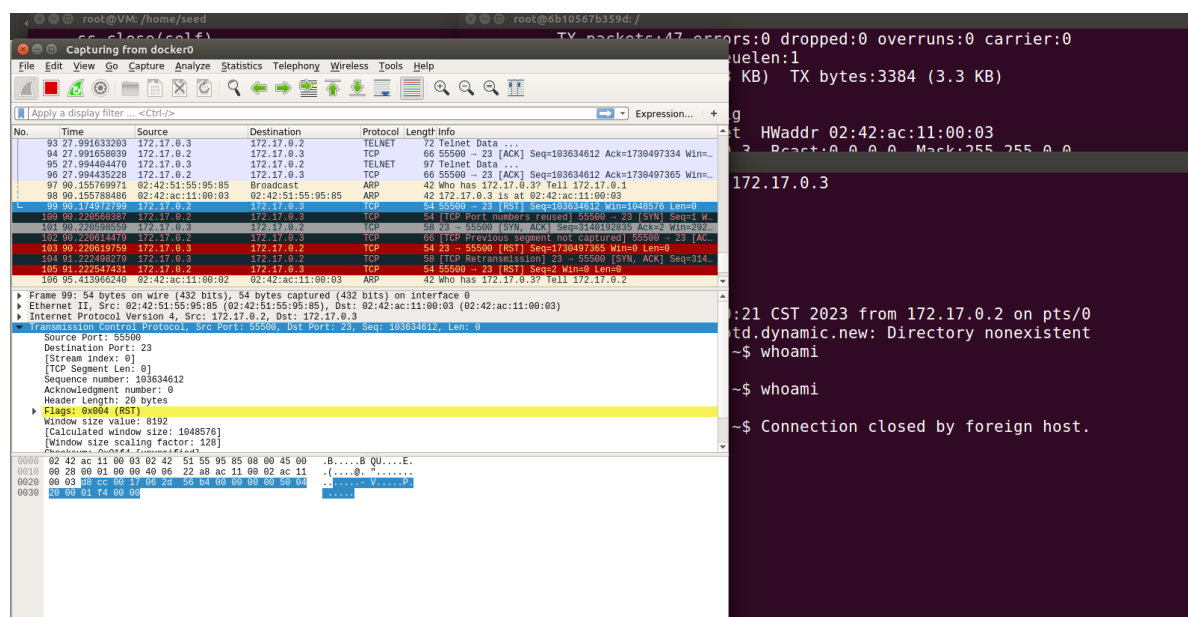 root@VM: /home/seed
root@6b10567b359d: /
ss.close(self)
TX packets:47 errors:0 dropped:0 overruns:0 carrier:0
Capturing from docker0
uelen:1
File Edit View Go Capture Analyze Statistics Telephony Wireless Tools Help
KB) TX bytes:3384 (3.3 KB)
Apply a display filter ... <Ctrl-/>
Expression... +
g
No. Time Source Destination Protocol Length Info
t HWaddr 02:42:ac:11:00:03
.3 Bcast:0.0.0.0 Mask:255.255.0.0
93 27.991633203 172.17.0.3 172.17.0.2 TELNET 72 Telnet Data ...
94 27.991658039 172.17.0.2 172.17.0.3 TCP 66 55500 → 23 [ACK] Seq=103634612 Ack=1730497334 Win=…
95 27.994404470 172.17.0.3 172.17.0.2 TELNET 97 Telnet Data ...
96 27.994435228 172.17.0.2 172.17.0.3 TCP 66 55500 → 23 [ACK] Seq=103634612 Ack=1730497365 Win=…
97 90.155769971 02:42:51:55:95:85 Broadcast ARP 42 Who has 172.17.0.3? Tell 172.17.0.1
98 90.155788486 02:42:ac:11:00:03 02:42:51:55:95:85 ARP 42 172.17.0.3 is at 02:42:ac:11:00:03
99 90.174972799 172.17.0.2 172.17.0.3 TCP 54 55500 → 23 [RST] Seq=103634612 Win=1048576 Len=0
100 90.220560387 172.17.0.2 172.17.0.3 TCP 54 [TCP Port numbers reused] 55500 → 23 [SYN] Seq=1 W…
101 90.220598559 172.17.0.3 172.17.0.2 TCP 58 23 → 55500 [SYN, ACK] Seq=3140192835 Ack=2 Win=292…
102 90.220614479 172.17.0.2 172.17.0.3 TCP 66 [TCP Previous segment not captured] 55500 → 23 [AC…
103 90.220619759 172.17.0.3 172.17.0.2 TCP 54 23 → 55500 [RST] Seq=1730497365 Win=0 Len=0
104 91.222498279 172.17.0.3 172.17.0.2 TCP 58 [TCP Retransmission] 23 → 55500 [SYN, ACK] Seq=314…
105 91.222547431 172.17.0.2 172.17.0.3 TCP 54 55500 → 23 [RST] Seq=2 Win=0 Len=0
106 95.413966240 02:42:ac:11:00:02 02:42:ac:11:00:03 ARP 42 Who has 172.17.0.3? Tell 172.17.0.2
172.17.0.3
Frame 99: 54 bytes on wire (432 bits), 54 bytes captured (432 bits) on interface 0
Ethernet II, Src: 02:42:51:55:95:85 (02:42:51:55:95:85), Dst: 02:42:ac:11:00:03 (02:42:ac:11:00:03)
Internet Protocol Version 4, Src: 172.17.0.2, Dst: 172.17.0.3
Transmission Control Protocol, Src Port: 55500, Dst Port: 23, Seq: 103634612, Len: 0
Source Port: 55500
Destination Port: 23
[Stream index: 0]
[TCP Segment Len: 0]
Sequence number: 103634612
Acknowledgment number: 0
Header Length: 20 bytes
Flags: 0x004 (RST)
Window size value: 8192
[Calculated window size: 1048576]
[Window size scaling factor: 128]
Checksum: 0x01f4 [unverified]
:21 CST 2023 from 172.17.0.2 on pts/0
td.dynamic.new: Directory nonexistent
~$ whoami
~$ whoami
~$ Connection closed by foreign host.
0000 02 42 ac 11 00 03 02 42 51 55 95 85 08 00 45 00 .B.....B QU....E.
0010 00 28 00 01 00 00 40 06 22 a8 ac 11 00 02 ac 11 .(....@. ".......
0020 00 03 d8 cc 00 17 06 2d 56 b4 00 00 00 00 50 04 .......- V.....P.
0030 20 00 01 f4 00 00 .....